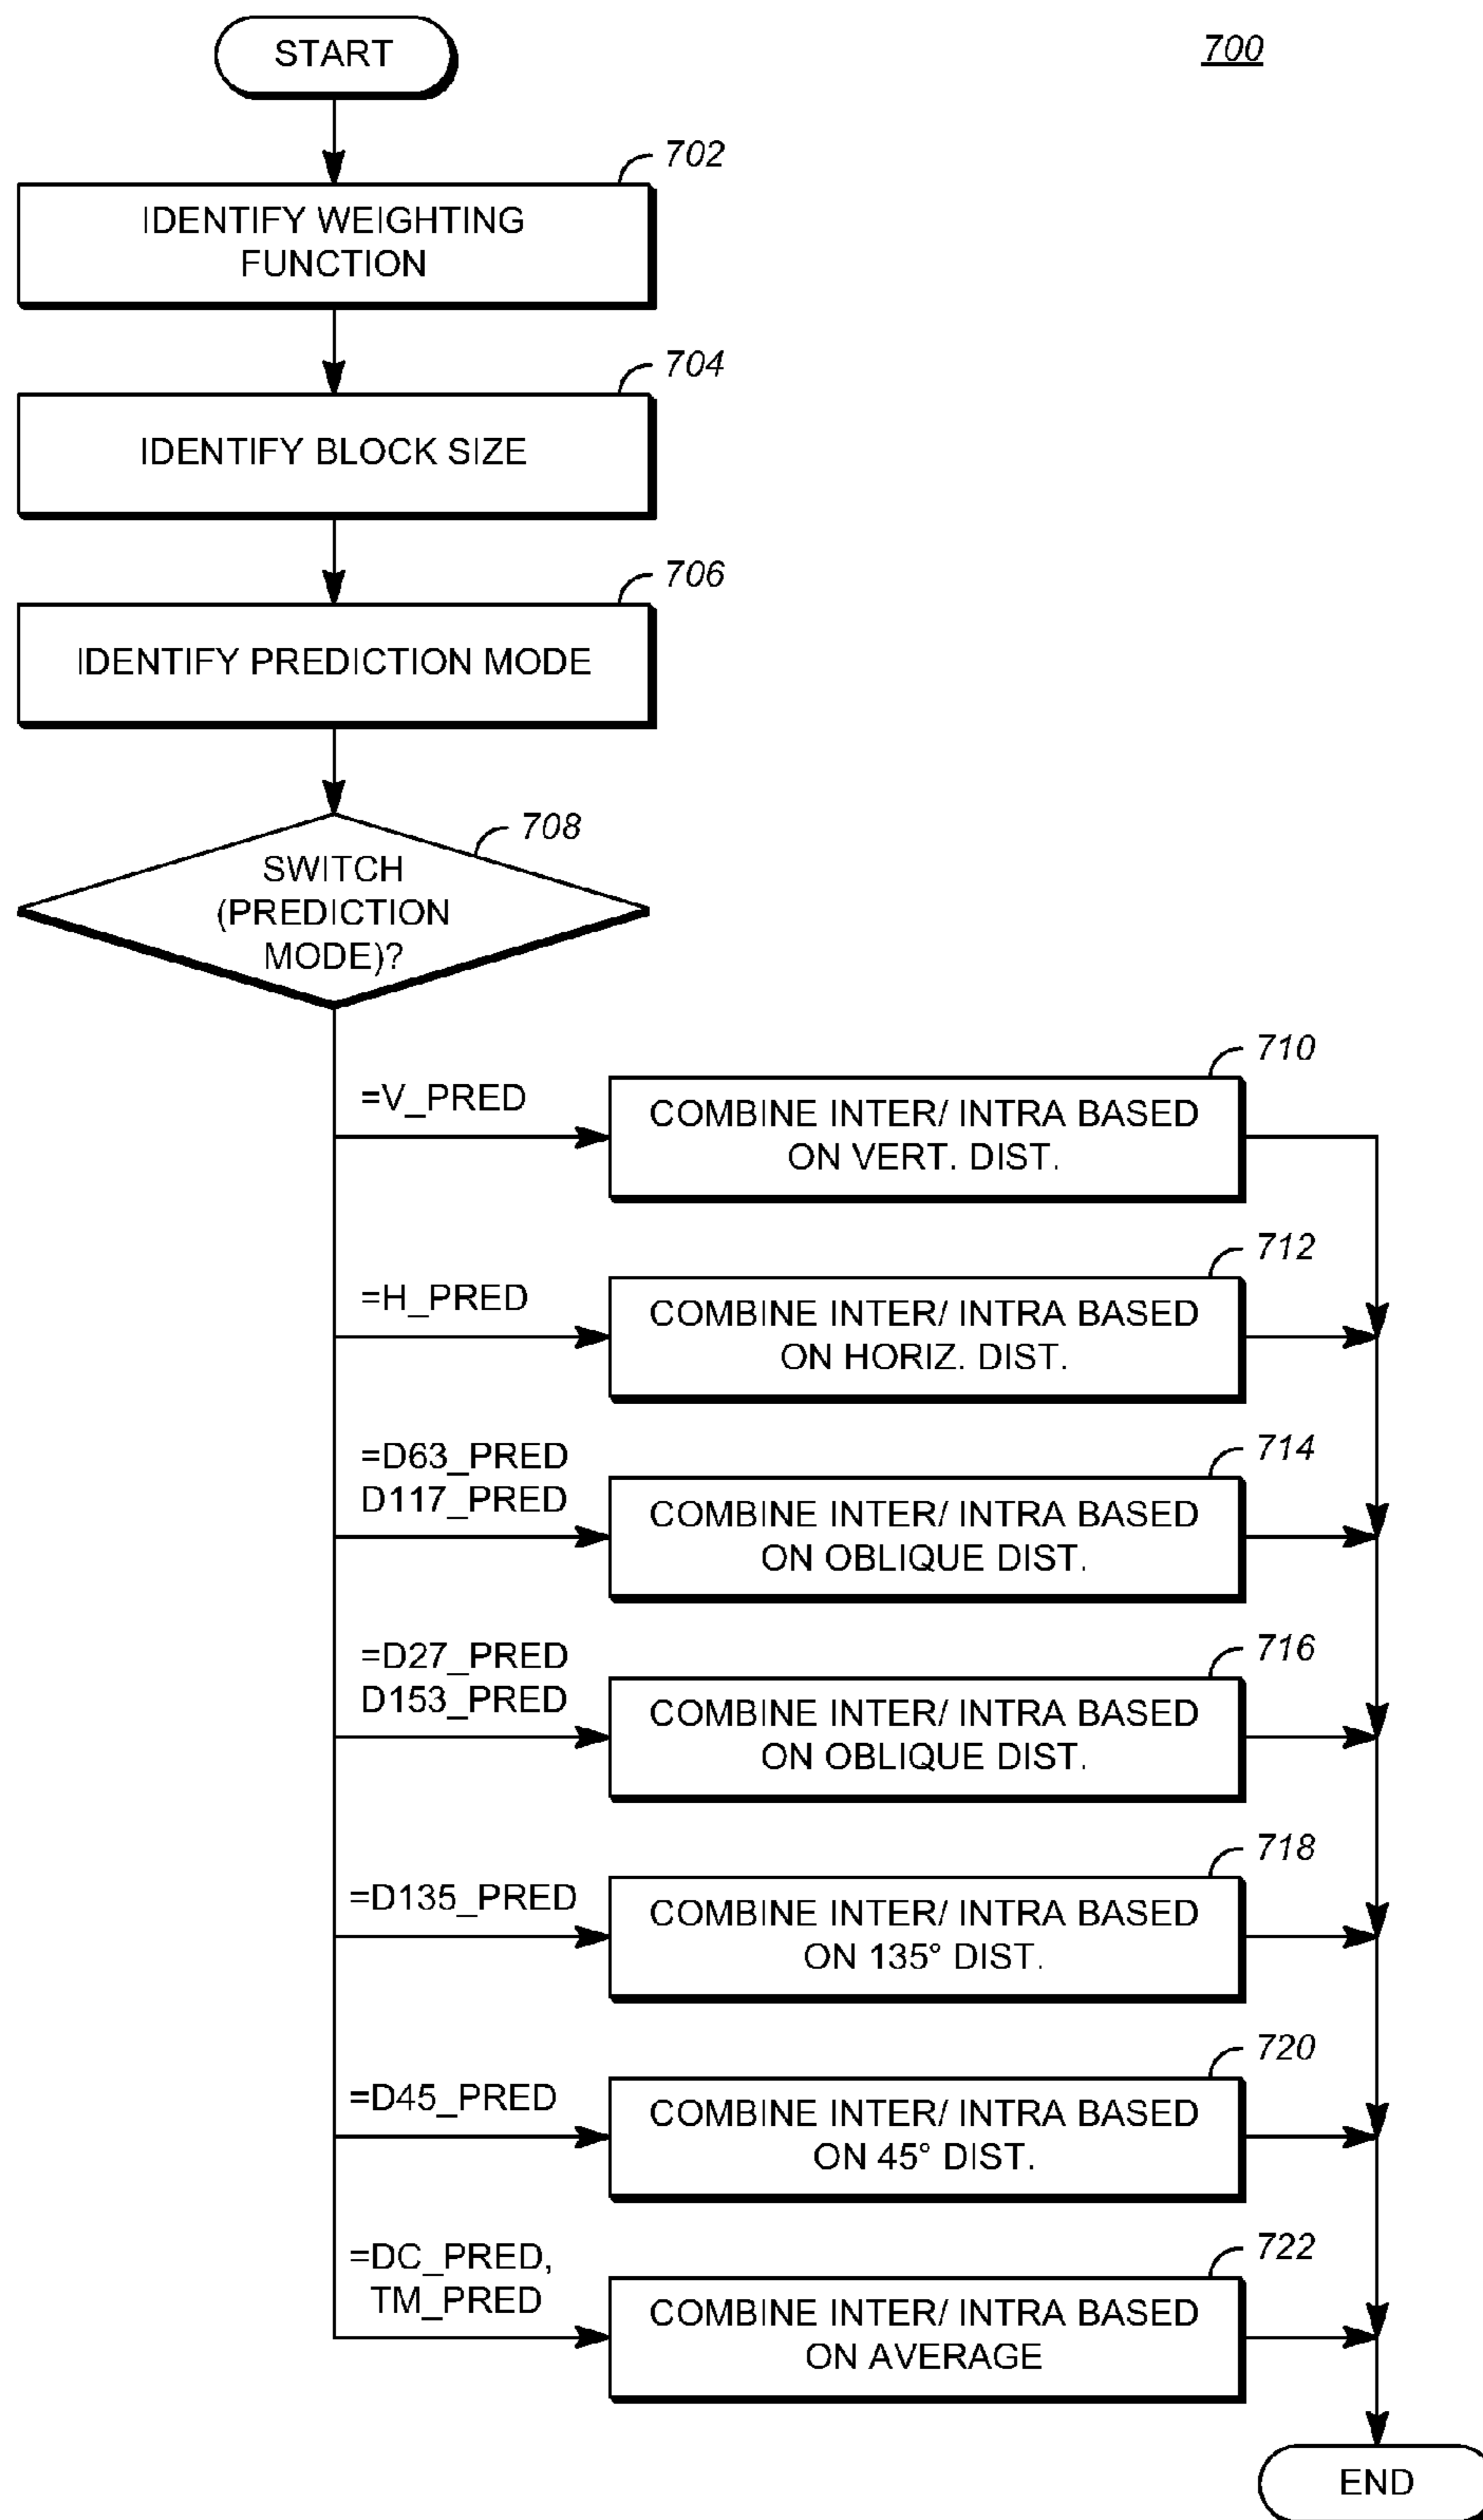 START
700
702
IDENTIFY WEIGHTING
FUNCTION
704
IDENTIFY BLOCK SIZE
706
IDENTIFY PREDICTION MODE
708
SWITCH
(PREDICTION
MODE)?
=V_PRED
710
COMBINE INTER/ INTRA BASED
ON VERT. DIST.
=H_PRED
712
COMBINE INTER/ INTRA BASED
ON HORIZ. DIST.
=D63_PRED
D117_PRED
714
COMBINE INTER/ INTRA BASED
ON OBLIQUE DIST.
=D27_PRED
D153_PRED
716
COMBINE INTER/ INTRA BASED
ON OBLIQUE DIST.
=D135_PRED
718
COMBINE INTER/ INTRA BASED
ON 135° DIST.
=D45_PRED
720
COMBINE INTER/ INTRA BASED
ON 45° DIST.
=DC_PRED,
TM_PRED
722
COMBINE INTER/ INTRA BASED
ON AVERAGE
END